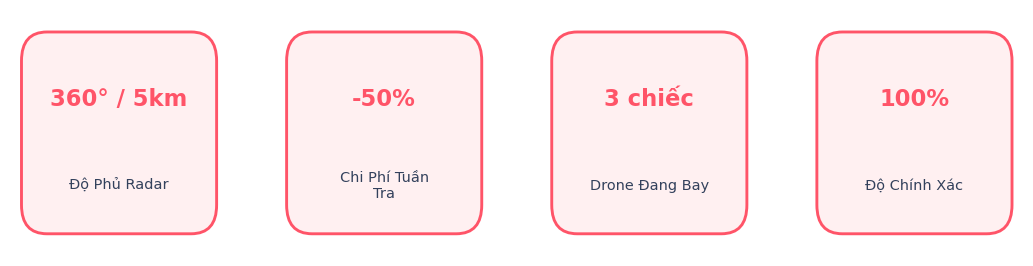 360° / 5km
Độ Phủ Radar
-50%
Chi Phí Tuần
Tra
3 chiếc
Drone Đang Bay
100%
Độ Chính Xác